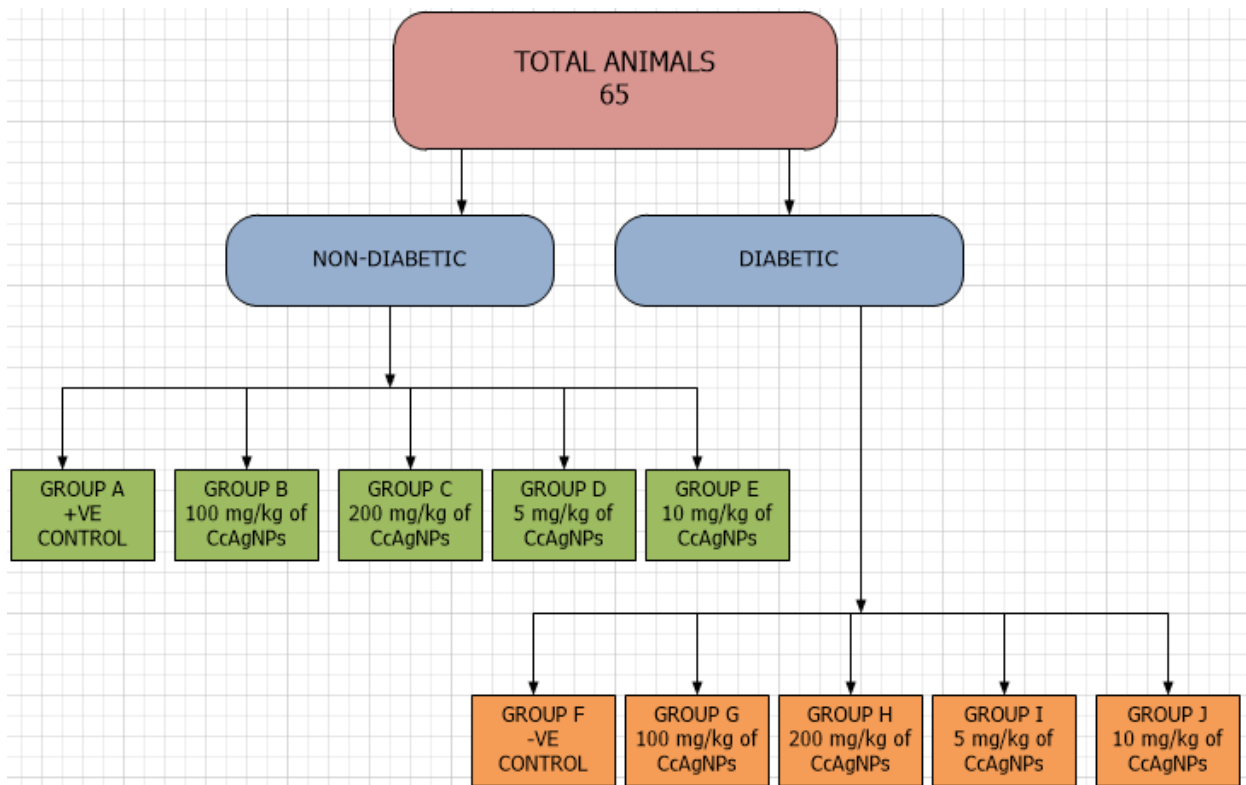 TOTAL ANIMALS
65
NON-DIABETIC
DIABETIC
GROUP A
+VE
CONTROL
GROUP B
100 mg/kg of
CcAgNPs
GROUP C
200 mg/kg of
CcAgNPs
GROUP D
5 mg/kg of
CcAgNPs
GROUP E
10 mg/kg of
CcAgNPs
GROUP F
-VE
CONTROL
GROUP G
100 mg/kg of
CcAgNPs
GROUP H
200 mg/kg of
CcAgNPs
GROUP I
5 mg/kg of
CcAgNPs
GROUP J
10 mg/kg of
CcAgNPs